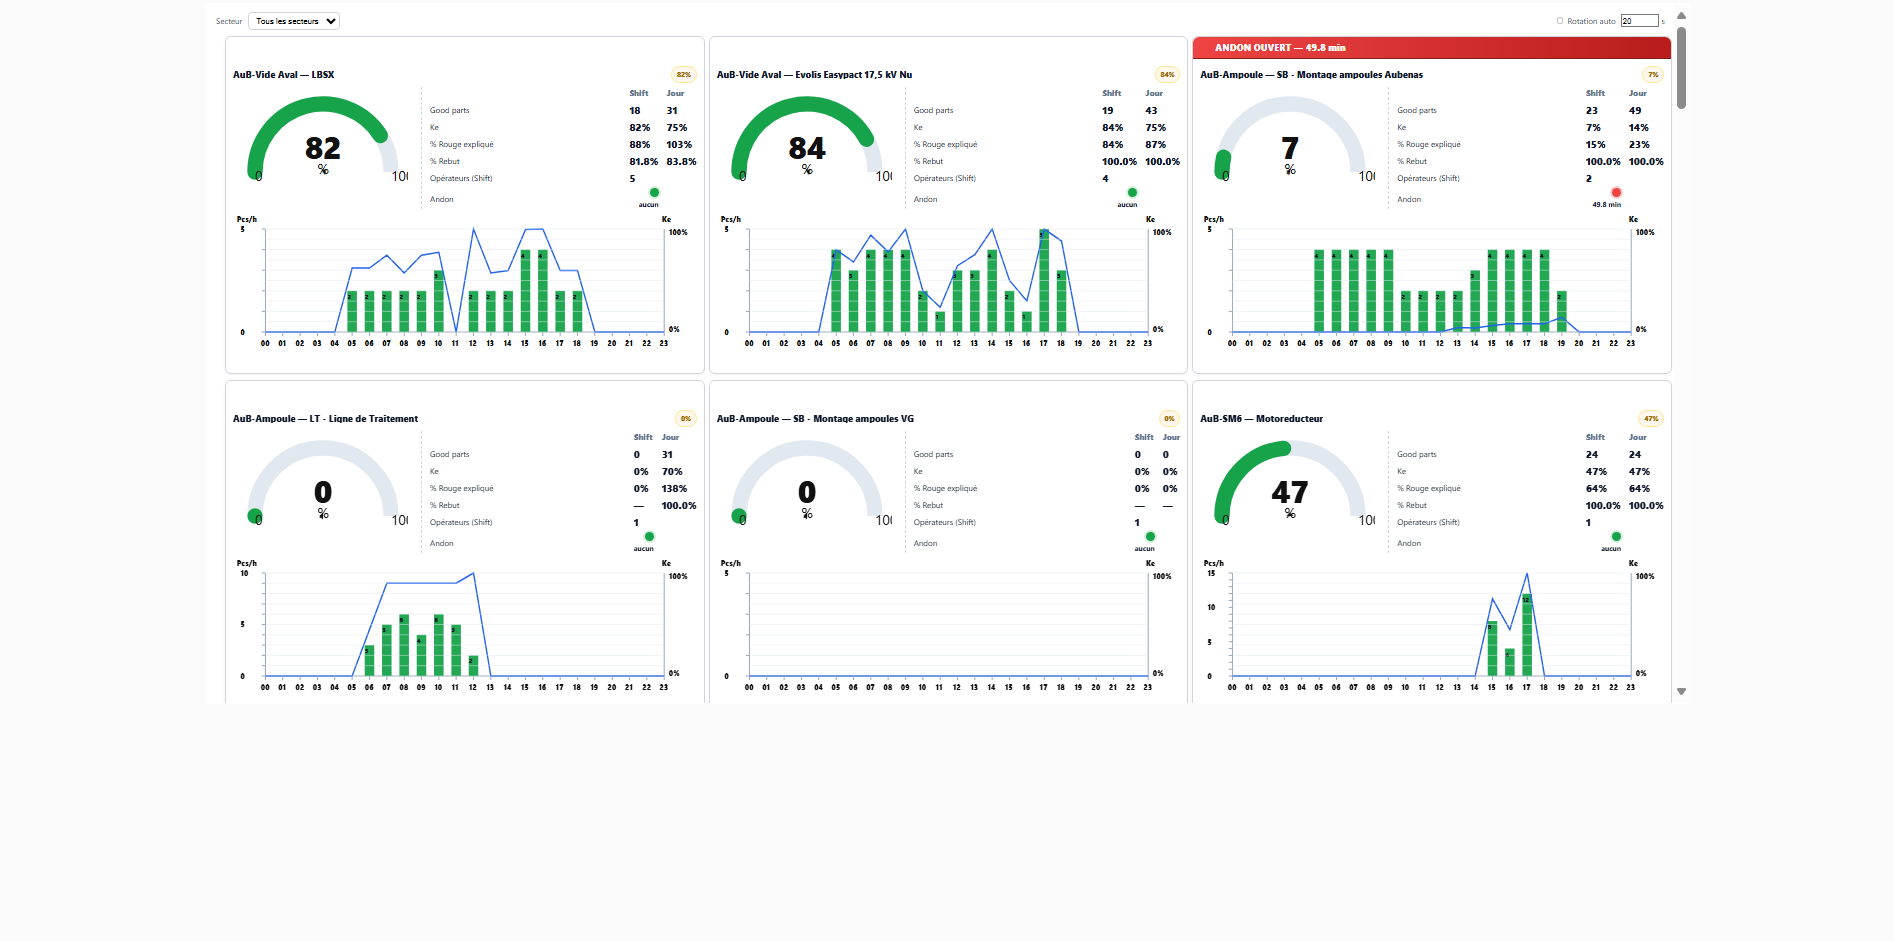 Secteur Tous les secteurs Rotation auto 20 s
AuB-Vide Aval — LBSX 82%
82
%
0 100
Shift Jour
Good parts 18 31
Ke 82% 75%
% Rouge expliqué 88% 103%
% Rebut 81.8% 83.8%
Opérateurs (Shift) 5
Andon aucun
Pcs/h Ke
5 100%
2 2 2 2 2 3 2 2 2 4 4 2 2
0 0%
00 01 02 03 04 05 06 07 08 09 10 11 12 13 14 15 16 17 18 19 20 21 22 23
AuB-Vide Aval — Evolis Easypact 17,5 kV Nu 84%
84
%
0 100
Shift Jour
Good parts 19 43
Ke 84% 75%
% Rouge expliqué 84% 87%
% Rebut 100.0% 100.0%
Opérateurs (Shift) 4
Andon aucun
Pcs/h Ke
5 100%
4 3 4 4 4 2 1 3 3 4 2 1 5 3
0 0%
00 01 02 03 04 05 06 07 08 09 10 11 12 13 14 15 16 17 18 19 20 21 22 23
ANDON OUVERT — 49.8 min
AuB-Ampoule — SB - Montage ampoules Aubenas 7%
7
%
0 100
Shift Jour
Good parts 23 49
Ke 7% 14%
% Rouge expliqué 15% 23%
% Rebut 100.0% 100.0%
Opérateurs (Shift) 2
Andon 49.8 min
Pcs/h Ke
5 100%
4 4 4 4 4 2 2 2 2 3 4 4 4 4 2
0 0%
00 01 02 03 04 05 06 07 08 09 10 11 12 13 14 15 16 17 18 19 20 21 22 23
AuB-Ampoule — LT - Ligne de Traitement 0%
0
%
0 100
Shift Jour
Good parts 0 31
Ke 0% 70%
% Rouge expliqué 0% 138%
% Rebut — 100.0%
Opérateurs (Shift) 1
Andon aucun
Pcs/h Ke
10 100%
5
3 5 6 4 6 5 2
0 0%
00 01 02 03 04 05 06 07 08 09 10 11 12 13 14 15 16 17 18 19 20 21 22 23
AuB-Ampoule — SB - Montage ampoules VG 0%
0
%
0 100
Shift Jour
Good parts 0 0
Ke 0% 0%
% Rouge expliqué 0% 0%
% Rebut — —
Opérateurs (Shift) 1
Andon aucun
Pcs/h Ke
5 100%
0 0%
00 01 02 03 04 05 06 07 08 09 10 11 12 13 14 15 16 17 18 19 20 21 22 23
AuB-SM6 — Motoreducteur 47%
47
%
0 100
Shift Jour
Good parts 24 24
Ke 47% 47%
% Rouge expliqué 64% 64%
% Rebut 100.0% 100.0%
Opérateurs (Shift) 1
Andon aucun
Pcs/h Ke
15 100%
10
5
8 4 12
0 0%
00 01 02 03 04 05 06 07 08 09 10 11 12 13 14 15 16 17 18 19 20 21 22 23